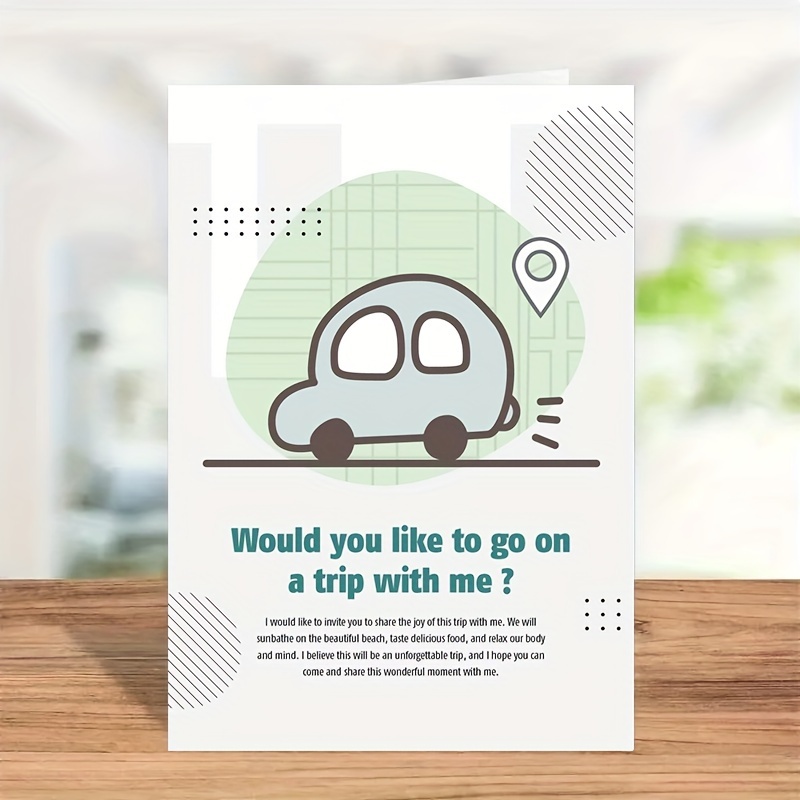 Would you like to go on
a trip with me ?
I would like to invite you to share the joy of this trip with me. We will
sunbathe on the beautiful beach, taste delicious food, and relax our body
and mind. I believe this will be an unforgettable trip, and I hope you can
come and share this wonderful moment with me.